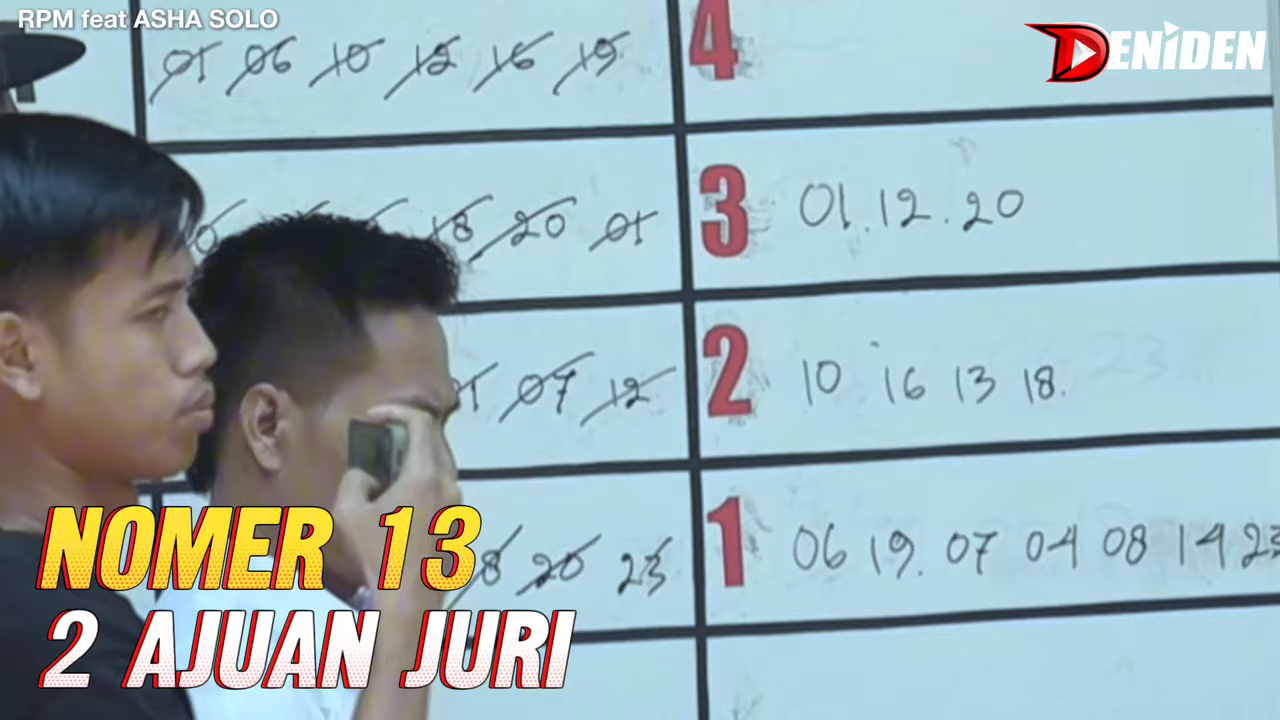 RPM feat ASHA SOLO
DENiDEN
01 06 10 12 16 19
4
18 20 01
3 01.12.20
07 12
2 10 16 13 18.
20 23
1 06 19. 07 04 08 14 23
NOMER 13
2 AJUAN JURI